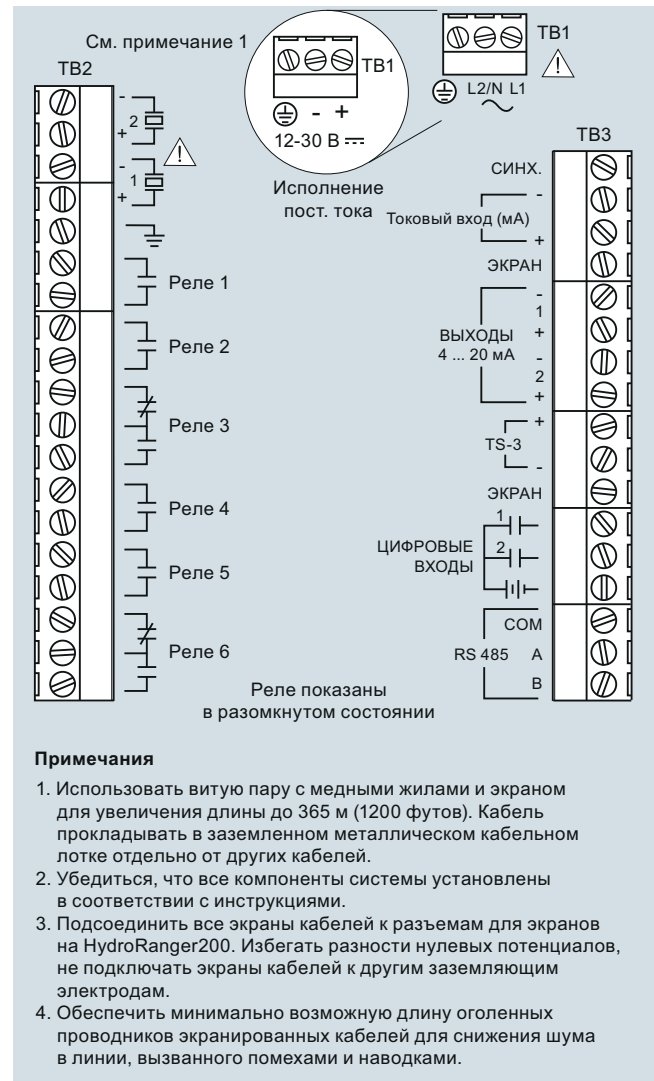 См. примечание 1
TB2
TB1
TB1
L2/N L1
- +
12-30 В
Исполнение
пост. тока
-
2
+
-
1
+
Реле 1
Реле 2
Реле 3
Реле 4
Реле 5
Реле 6
TB3
СИНХ.
-
Токовый вход (мА)
+
ЭКРАН
-
1
+
ВЫХОДЫ
4 ... 20 мА
-
2
+
+
TS-3
-
ЭКРАН
1
ЦИФРОВЫЕ
ВХОДЫ
2
COM
RS 485 A
B
Реле показаны
в разомкнутом состоянии
Примечания
1. Использовать витую пару с медными жилами и экраном
для увеличения длины до 365 м (1200 футов). Кабель
прокладывать в заземленном металлическом кабельном
лотке отдельно от других кабелей.
2. Убедиться, что все компоненты системы установлены
в соответствии с инструкциями.
3. Подсоединить все экраны кабелей к разъемам для экранов
на HydroRanger200. Избегать разности нулевых потенциалов,
не подключать экраны кабелей к другим заземляющим
электродам.
4. Обеспечить минимально возможную длину оголенных
проводников экранированных кабелей для снижения шума
в линии, вызванного помехами и наводками.